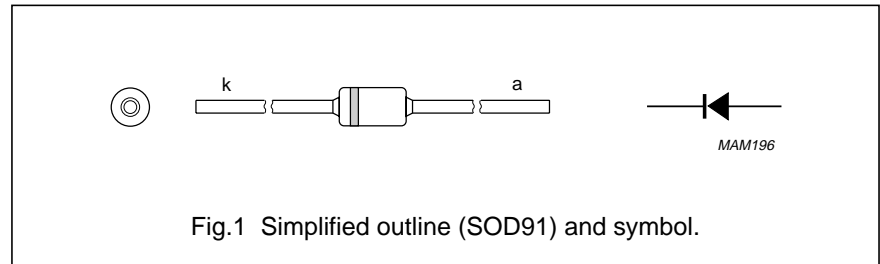 k
a
MAM196
Fig.1 Simplified outline (SOD91) and symbol.